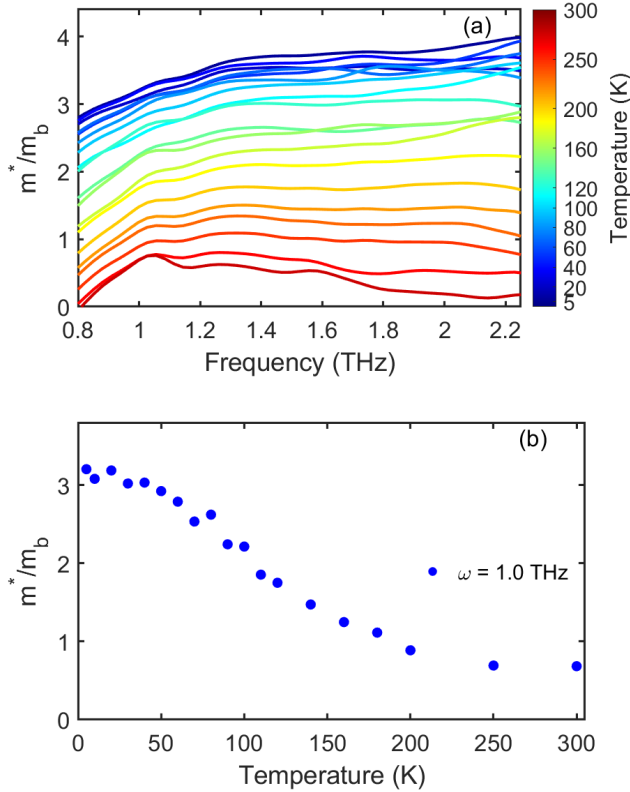 (a)
4
3
2
1
0
m*/m_b
0.8 1 1.2 1.4 1.6 1.8 2 2.2
Frequency (THz)
300
250
200
160
120
100
80
60
40
20
5
Temperature (K)
(b)
3
2
1
0
m*/m_b
ω = 1.0 THz
0 50 100 150 200 250 300
Temperature (K)